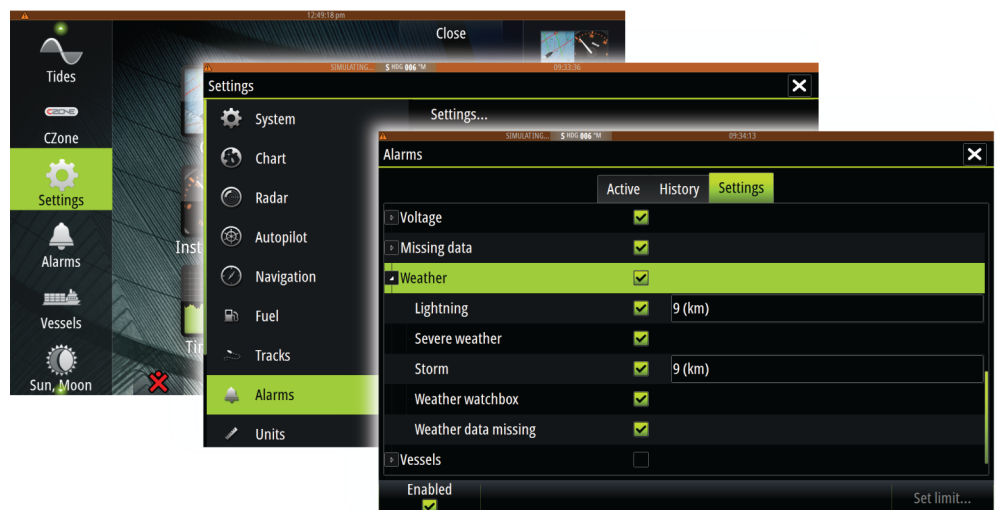 12:49:18 pm
Close
Tides
CZONE
CZone
Settings
Alarms
Vessels
Sun, Moon
Inst
SIMULATING... S HDG 006 °M 09:33:36
Settings
System
Settings...
Chart
Radar
Autopilot
Navigation
Fuel
Tracks
Alarms
Units
SIMULATING... S HDG 006 °M 09:34:13
Alarms
Active History Settings
Voltage
Missing data
Weather
Lightning 9 (km)
Severe weather
Storm 9 (km)
Weather watchbox
Weather data missing
Vessels
Enabled
Set limit...